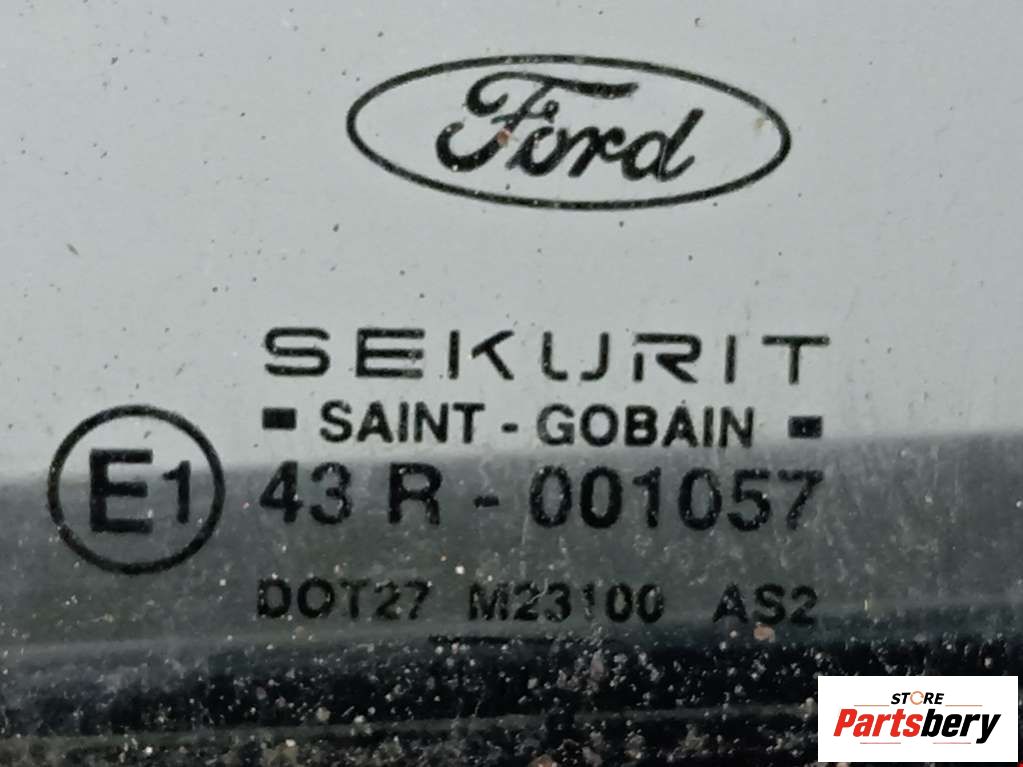 Ford
SEKURIT
SAINT - GOBAIN
E1 43 R - 001057
DOT27 M23100 AS2
STORE
Partsbery